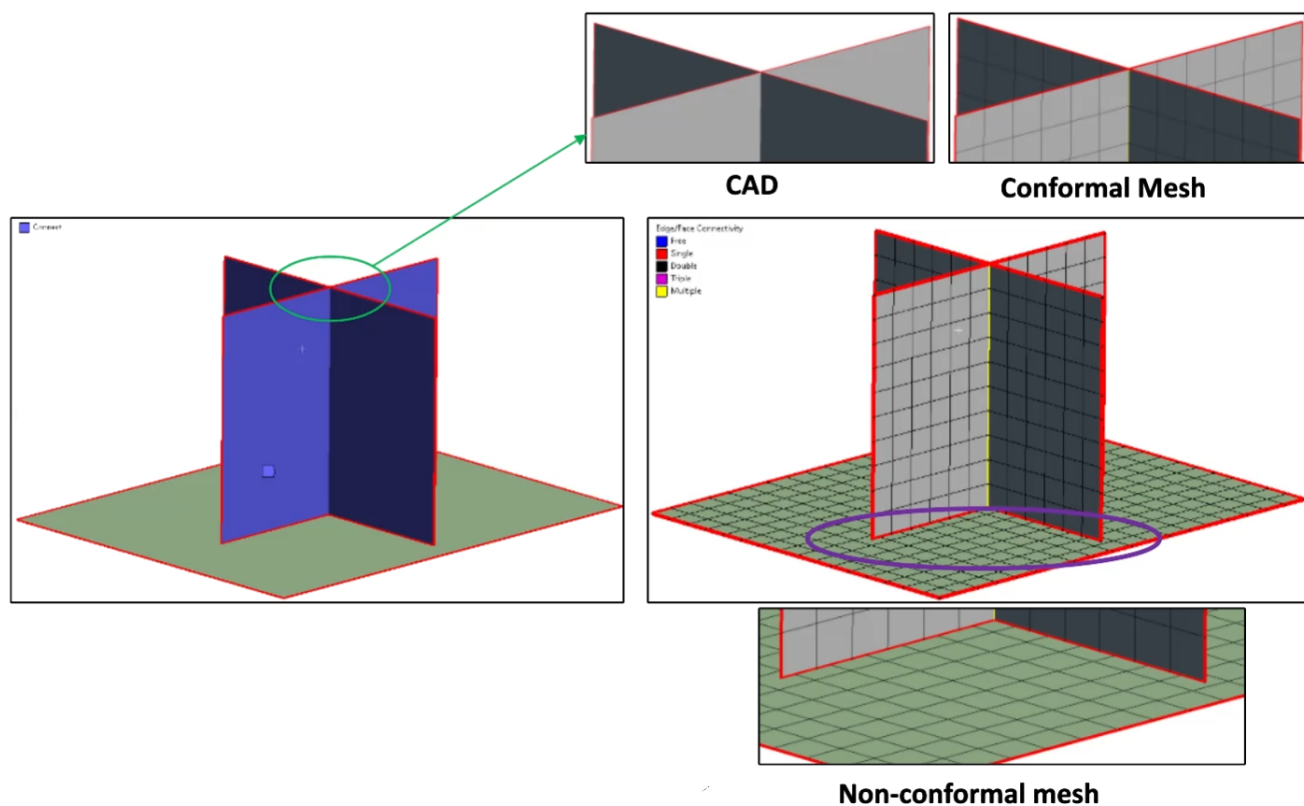 CAD
Conformal Mesh
Connect
Edge/Face Connectivity
Free
Single
Double
Triple
Multiple
Non-conformal mesh